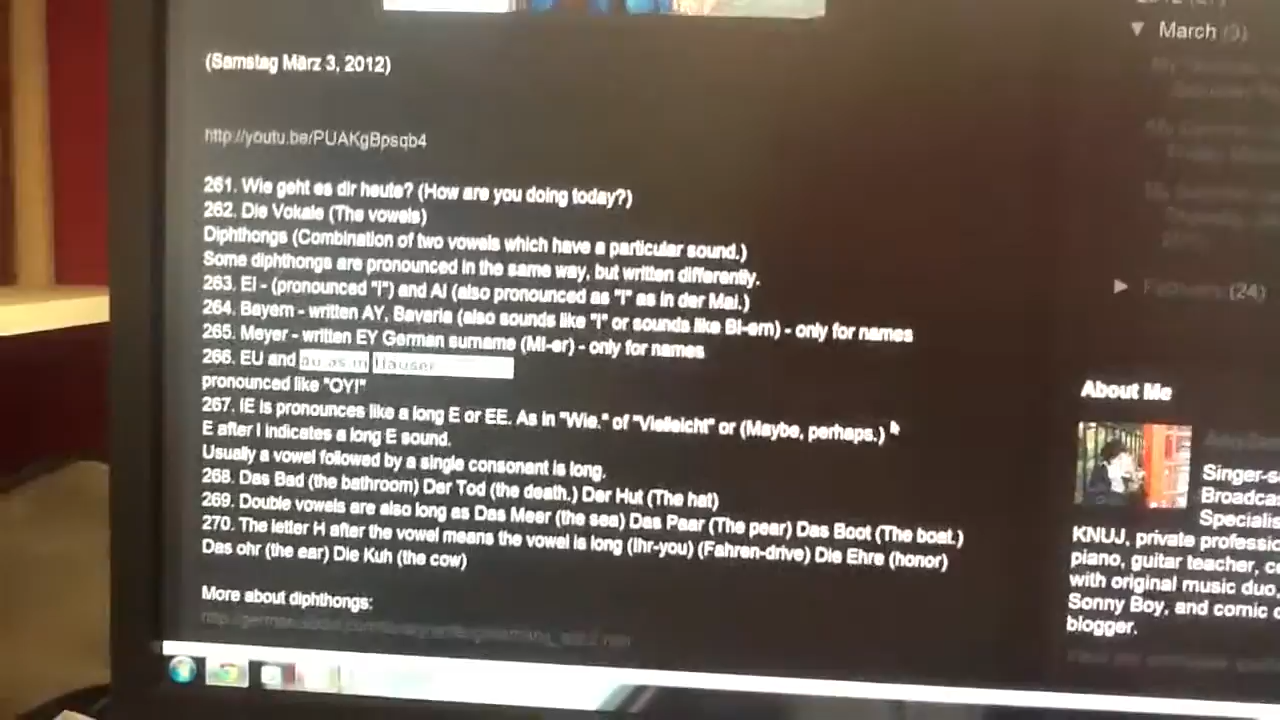 March (3)
(Samstag März 3, 2012)
http://youtu.be/PUAKgBpsqb4
261. Wie geht es dir heute? (How are you doing today?)
262. Die Vokale (The vowels)
Diphthongs (Combination of two vowels which have a particular sound.)
Some diphthongs are pronounced in the same way, but written differently.
263. EI - (pronounced "I") and AI (also pronounced as "I" as in der Mai.)
264. Bayern - written AY, Bavaria (also sounds like "I" or sounds like BI-ern) - only for names
265. Meyer - written EY German surname (MI-er) - only for names
266. EU and äu as in Häuser
pronounced like "OY!"
267. IE is pronounces like a long E or EE. As in "Wie." of "Vielleicht" or (Maybe, perhaps.)
E after I indicates a long E sound.
Usually a vowel followed by a single consonant is long.
268. Das Bad (the bathroom) Der Tod (the death.) Der Hut (The hat)
269. Double vowels are also long as Das Meer (the sea) Das Paar (The pear) Das Boot (The boat.)
270. The letter H after the vowel means the vowel is long (Ihr-you) (Fahren-drive) Die Ehre (honor)
Das ohr (the ear) Die Kuh (the cow)
More about diphthongs:
(24)
About Me
Singer-s
Broadca
Specialis
KNUJ, private professio
piano, guitar teacher, c
with original music duo,
Sonny Boy, and comic
blogger.